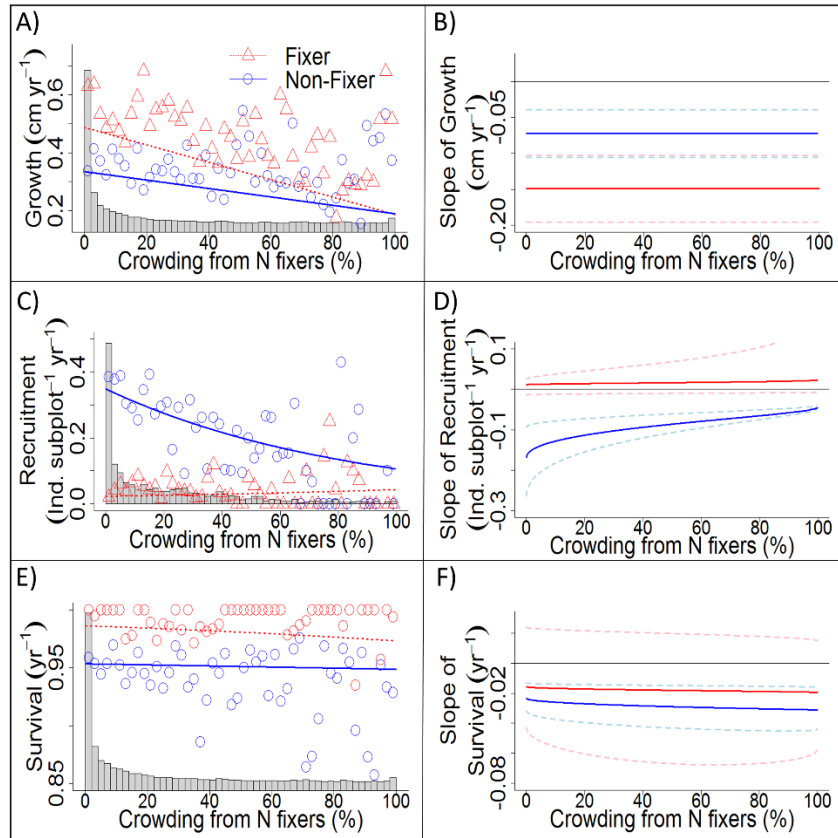 A)
Fixer
Non-Fixer
0.6
0.4
0.2
Growth (cm yr⁻¹)
0 20 40 60 80 100
Crowding from N fixers (%)
B)
-0.05
-0.20
Slope of Growth
(cm yr⁻¹)
0 20 40 60 80 100
Crowding from N fixers (%)
C)
0.4
0.2
0.0
Recruitment
(Ind. subplot⁻¹ yr⁻¹)
0 20 40 60 80 100
Crowding from N fixers (%)
D)
0.1
-0.1
-0.3
Slope of Recruitment
(Ind. subplot⁻¹ yr⁻¹)
0 20 40 60 80 100
Crowding from N fixers (%)
E)
0.95
0.85
Survival (yr⁻¹)
0 20 40 60 80 100
Crowding from N fixers (%)
F)
-0.02
-0.08
Slope of
Survival (yr⁻¹)
0 20 40 60 80 100
Crowding from N fixers (%)